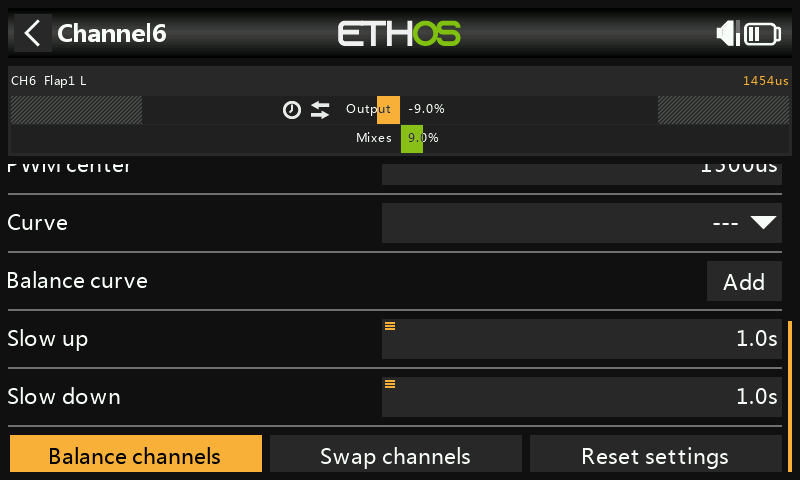 Channel6
ETHOS
CH6 Flap1 L
1454us
Output
-9.0%
Mixes
9.0%
PWM center
1500us
Curve
---
Balance curve
Add
Slow up
1.0s
Slow down
1.0s
Balance channels
Swap channels
Reset settings